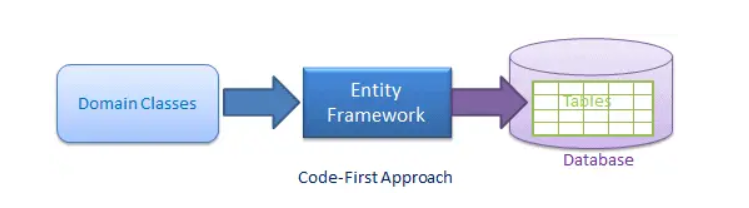 Domain Classes
Entity
Framework
Tables
Database
Code-First Approach